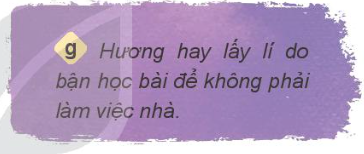 g Hương hay lấy lí do
bận học bài để không phải
làm việc nhà.